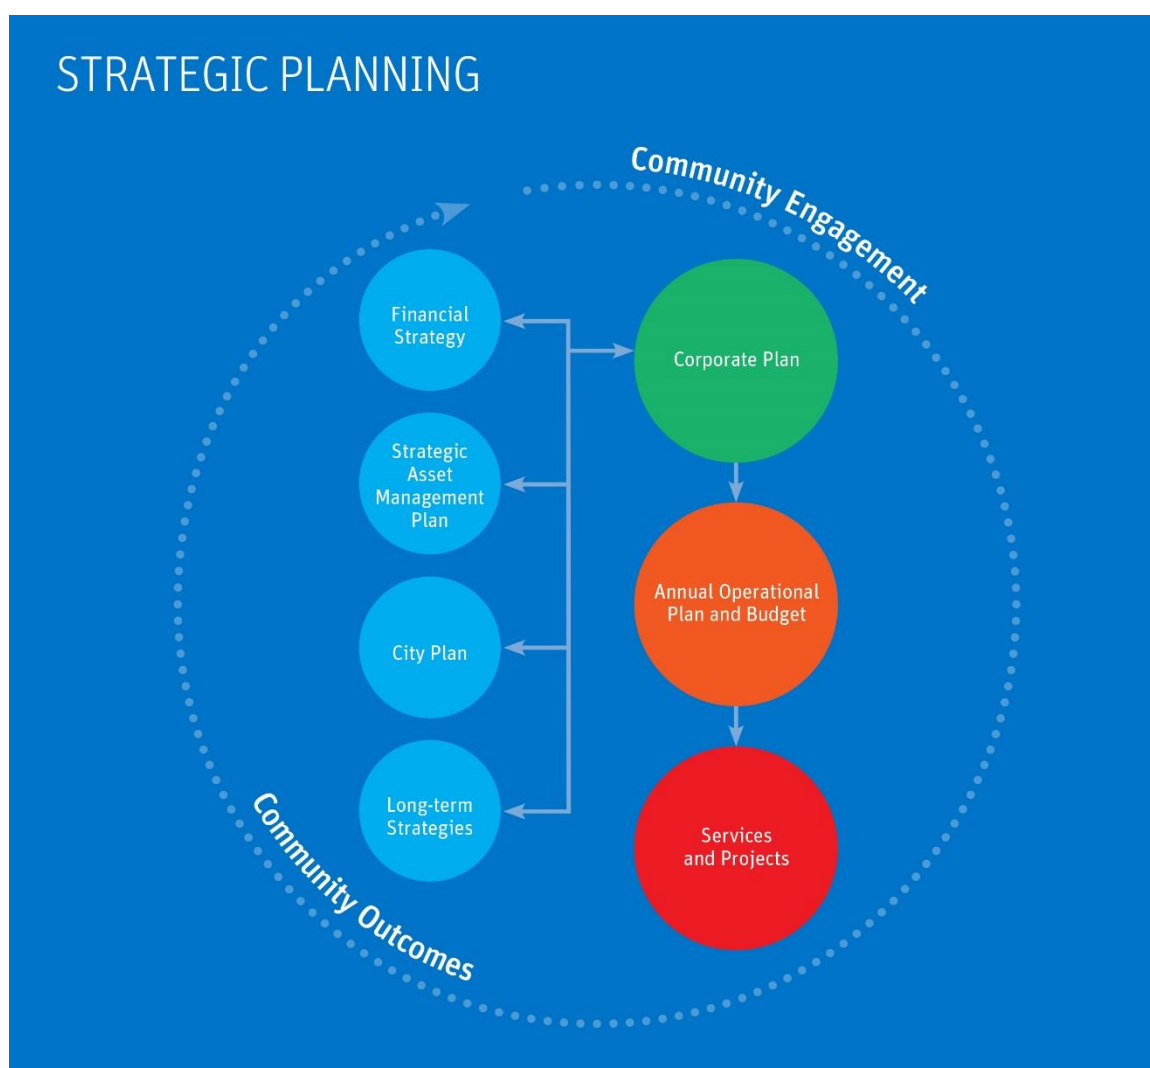 STRATEGIC PLANNING
Community Engagement
Financial
Strategy
Corporate Plan
Strategic
Asset
Management
Plan
Annual Operational
Plan and Budget
City Plan
Long-term
Strategies
Services
and Projects
Community Outcomes